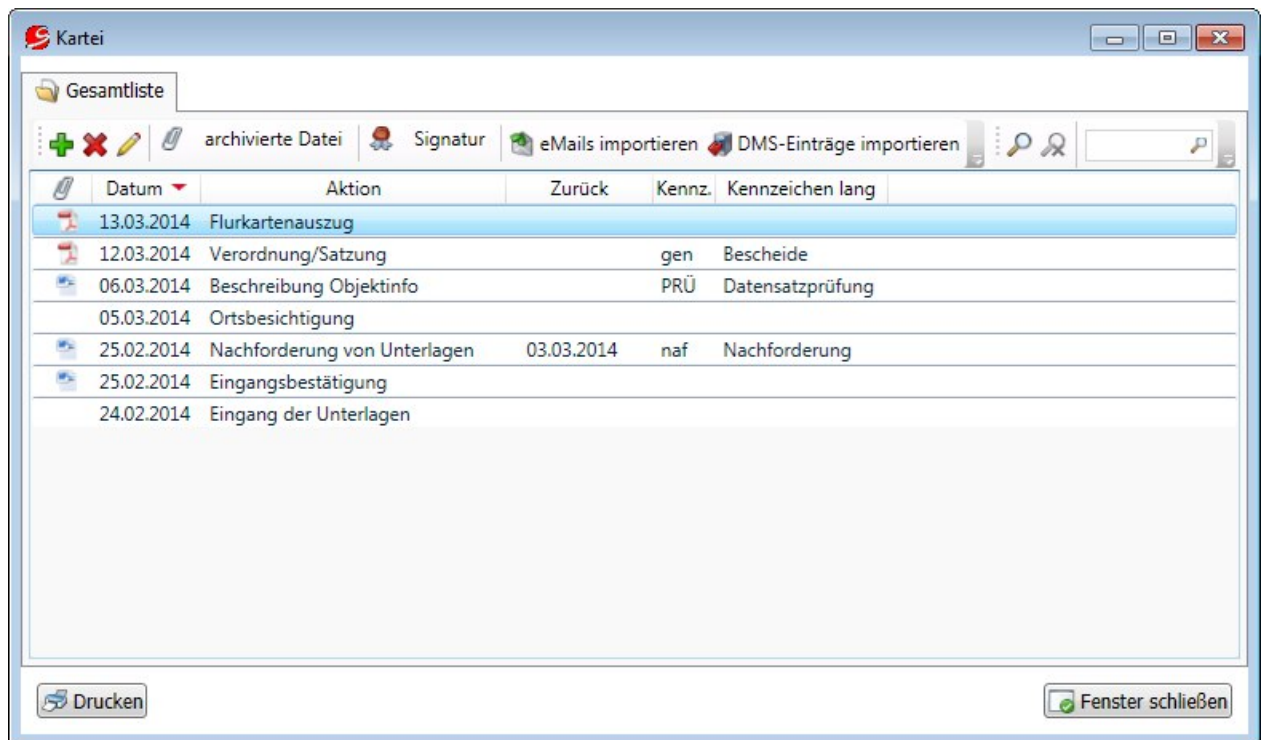 Kartei
Gesamtliste
archivierte Datei Signatur eMails importieren DMS-Einträge importieren
Datum Aktion Zurück Kennz. Kennzeichen lang
13.03.2014 Flurkartenauszug
12.03.2014 Verordnung/Satzung gen Bescheide
06.03.2014 Beschreibung Objektinfo PRÜ Datensatzprüfung
05.03.2014 Ortsbesichtigung
25.02.2014 Nachforderung von Unterlagen 03.03.2014 naf Nachforderung
25.02.2014 Eingangsbestätigung
24.02.2014 Eingang der Unterlagen
Drucken Fenster schließen